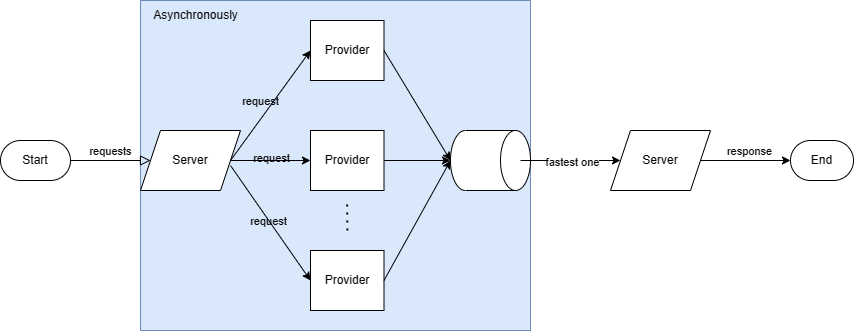 Asynchronously
Provider
request
Start
requests
Server
request
Provider
fastest one
Server
response
End
request
Provider